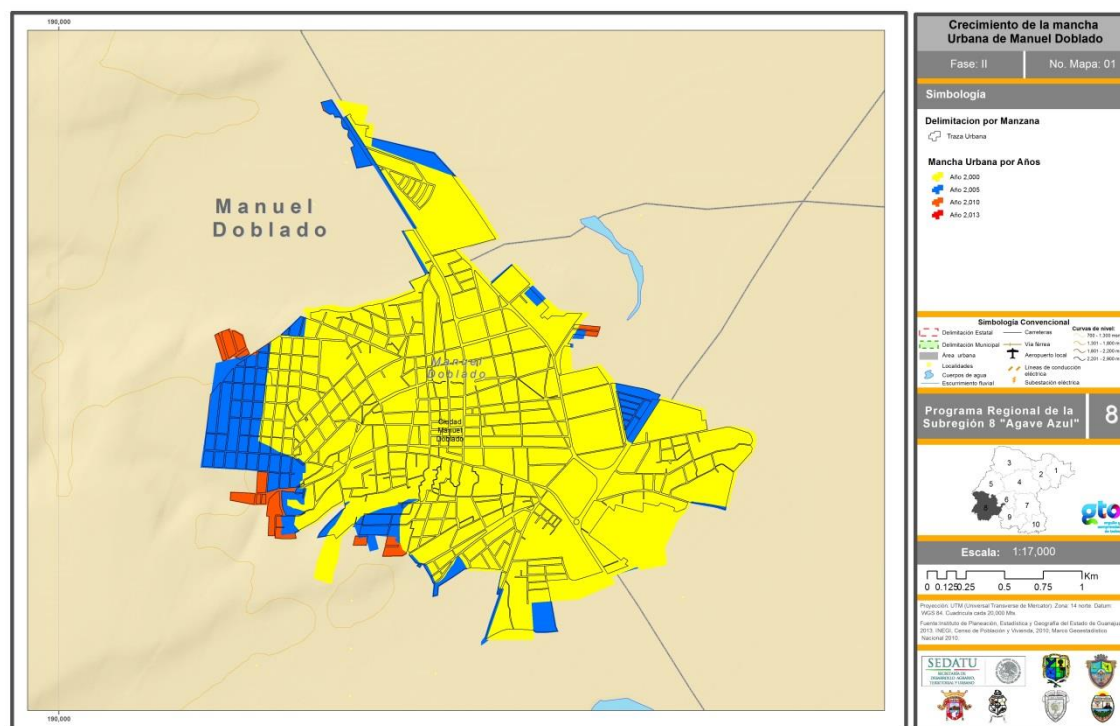 190,000
Manuel
Doblado
Manuel
Doblado
Ciudad
Manuel
Doblado
190,000
Crecimiento de la mancha
Urbana de Manuel Doblado
Fase: II
No. Mapa: 01
Simbología
Delimitacion por Manzana
Traza Urbana
Mancha Urbana por Años
Año 2,000
Año 2,005
Año 2,010
Año 2,013
Simbología Convencional
Delimitación Estatal
Delimitación Municipal
Área urbana
Localidades
Cuerpos de agua
Escurrimiento fluvial
Carreteras
Vía férrea
Aeropuerto local
Líneas de conducción
eléctrica
Subestación eléctrica
Curvas de nivel:
Programa Regional de la
Subregión 8 "Agave Azul"
8
3
2
1
5
4
6
8
7
9
10
gto
Escala: 1:17,000
Km
0 0.125 0.25 0.5 0.75 1
Proyección: UTM (Universal Transverse de Mercator) Zona: 14 norte Datum:
WGS 84. Cuadrícula cada 20,000 Mts.
Fuente: Instituto de Planeación, Estadística y Geografía del Estado de
2013. INEGI, Censo de Población y Vivienda, 2010; Marco Geoestadístico
Nacional 2010.
SEDATU
SECRETARÍA DE
DESARROLLO AGRARIO,
TERRITORIAL Y URBANO